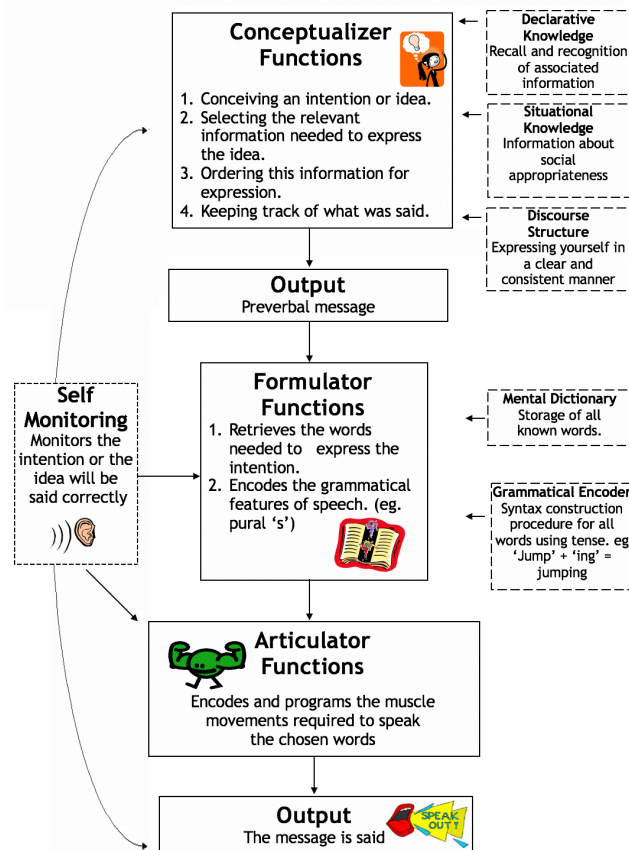 Conceptualizer
Functions
1. Conceiving an intention or idea.
2. Selecting the relevant
information needed to express
the idea.
3. Ordering this information for
expression.
4. Keeping track of what was said.
Declarative
Knowledge
Recall and recognition
of associated
information
Situational
Knowledge
Information about
social
appropriateness
Discourse
Structure
Expressing yourself in
a clear and
consistent manner
Output
Preverbal message
Self
Monitoring
Monitors the
intention or the
idea will be
said correctly
Formulator
Functions
1. Retrieves the words
needed to express the
intention.
2. Encodes the grammatical
features of speech. (eg.
pural ‘s’)
Mental Dictionary
Storage of all
known words.
Grammatical Encoder
Syntax construction
procedure for all
words using tense. eg
‘Jump’ + ‘ing’ =
jumping
Articulator
Functions
Encodes and programs the muscle
movements required to speak
the chosen words
Output
The message is said
SPEAK
OUT!